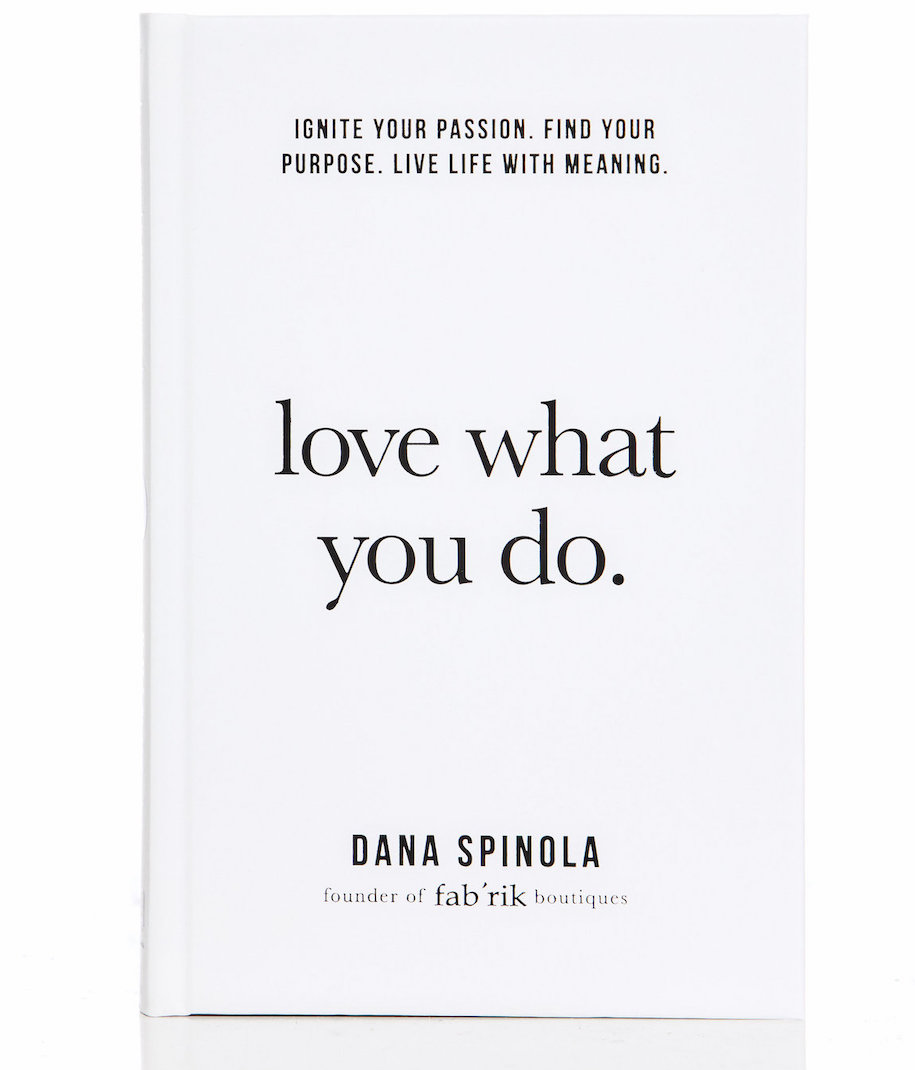 IGNITE YOUR PASSION. FIND YOUR
PURPOSE. LIVE LIFE WITH MEANING.
love what
you do.
DANA SPINOLA
founder of fab'rik boutiques